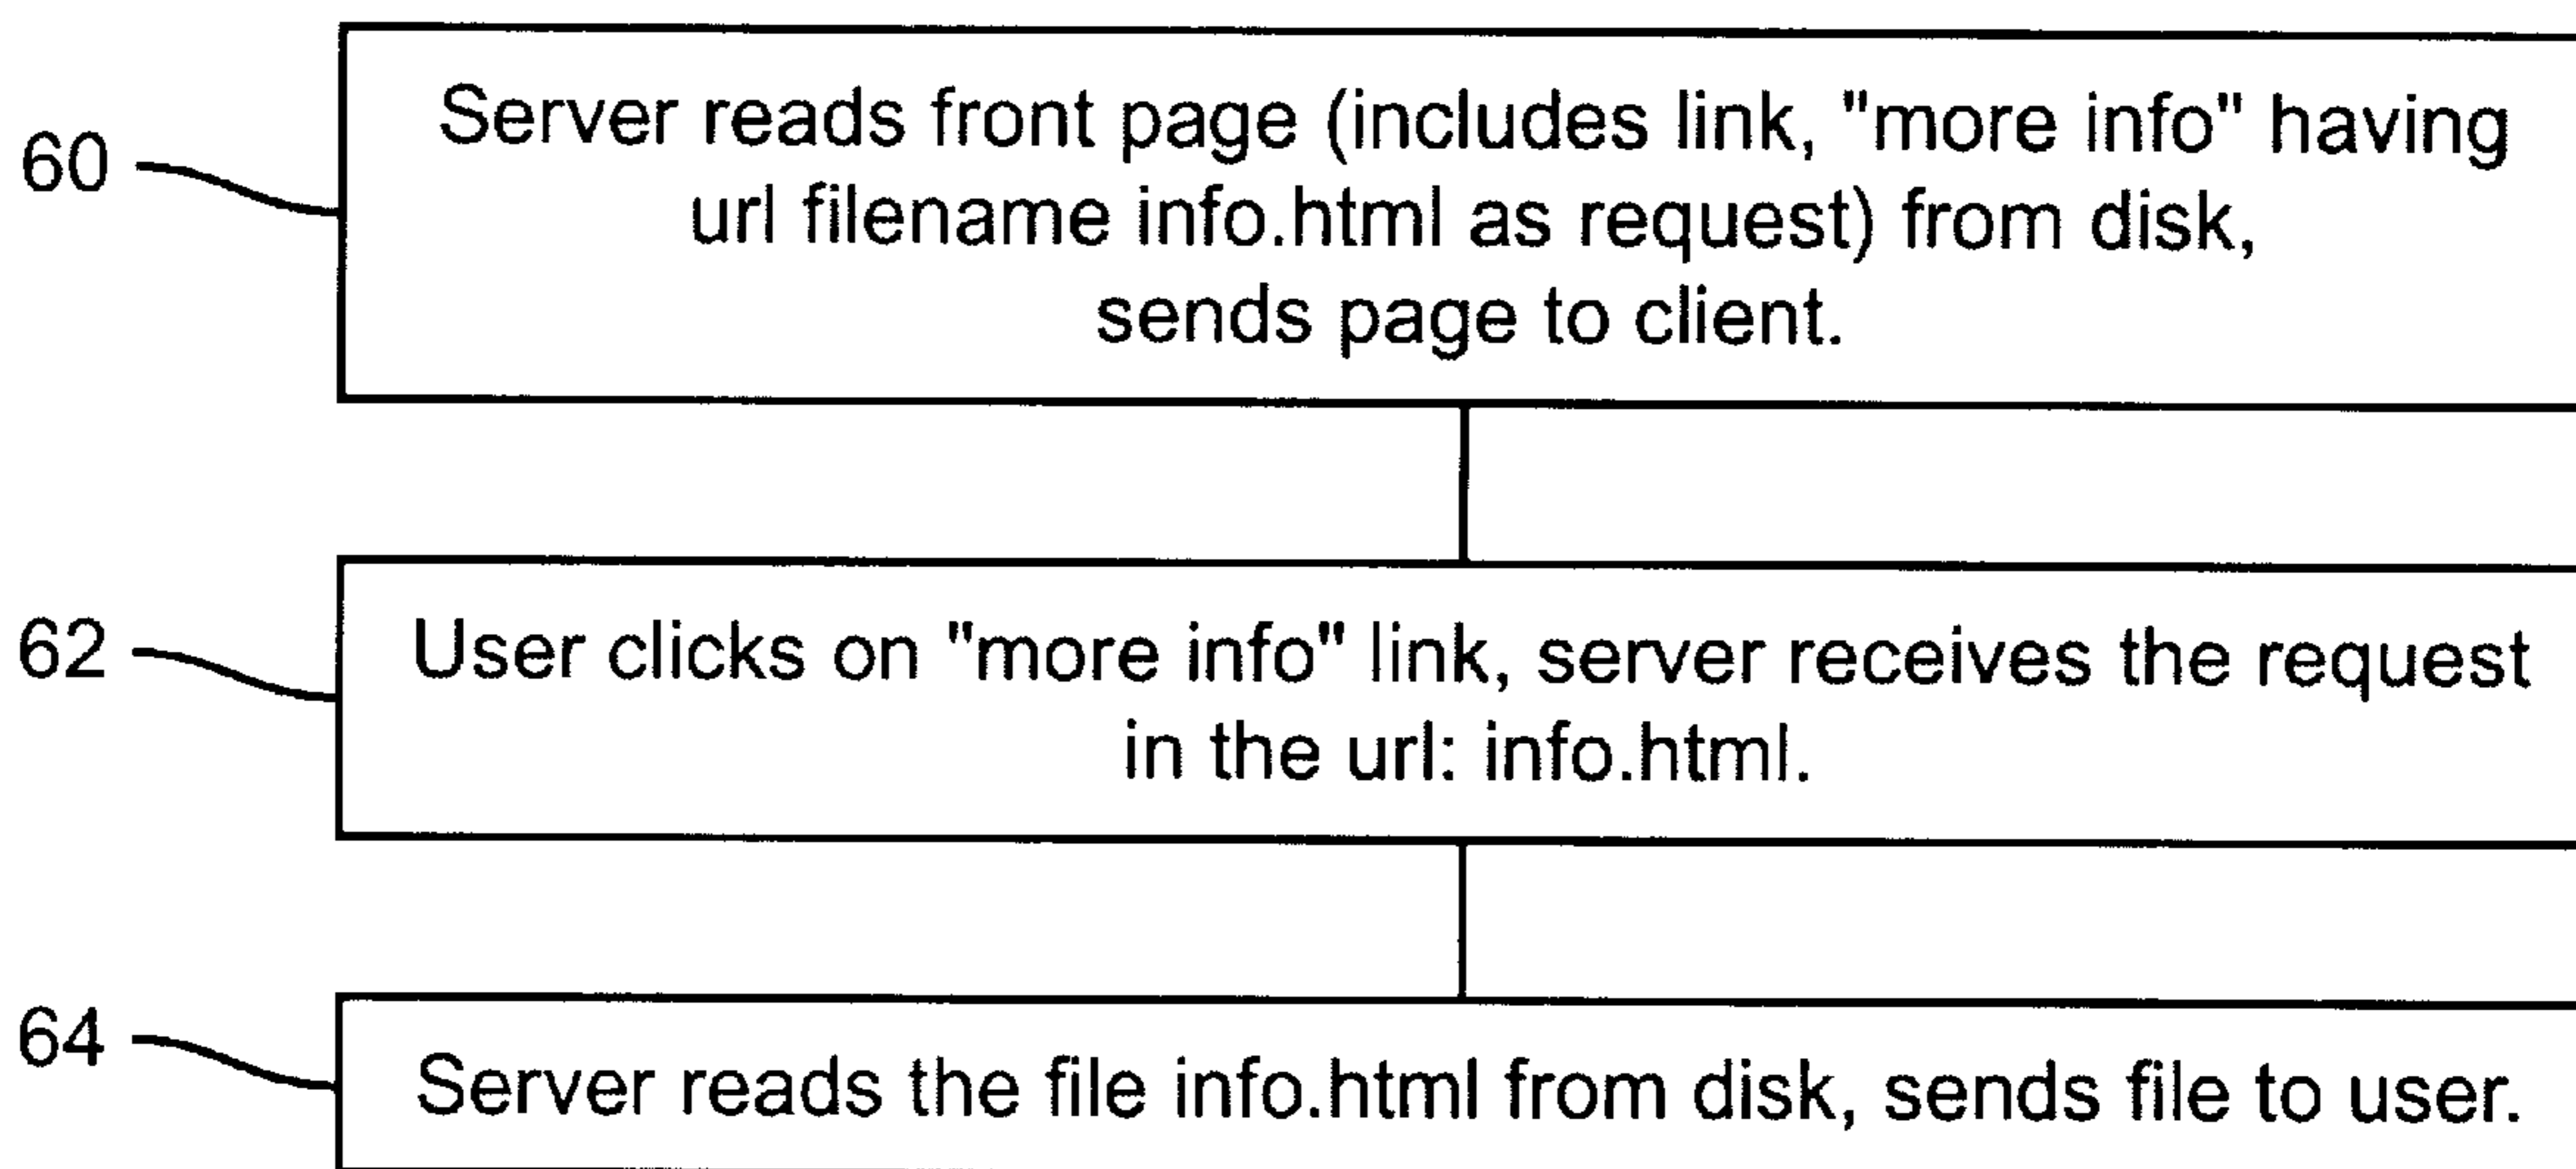 60
Server reads front page (includes link, "more info" having
url filename info.html as request) from disk,
sends page to client.
62
User clicks on "more info" link, server receives the request
in the url: info.html.
64
Server reads the file info.html from disk, sends file to user.